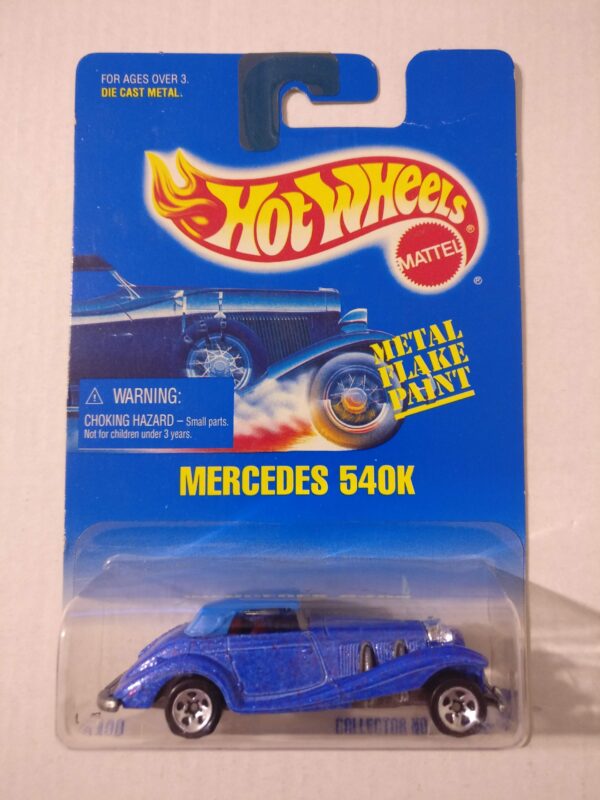 FOR AGES OVER 3.
DIE CAST METAL.
HOT WHEELS
®
MATTEL
®
METAL
FLAKE
PAINT
⚠ WARNING:
CHOKING HAZARD – Small parts.
Not for children under 3 years.
MERCEDES 540K
COLLECTOR NO